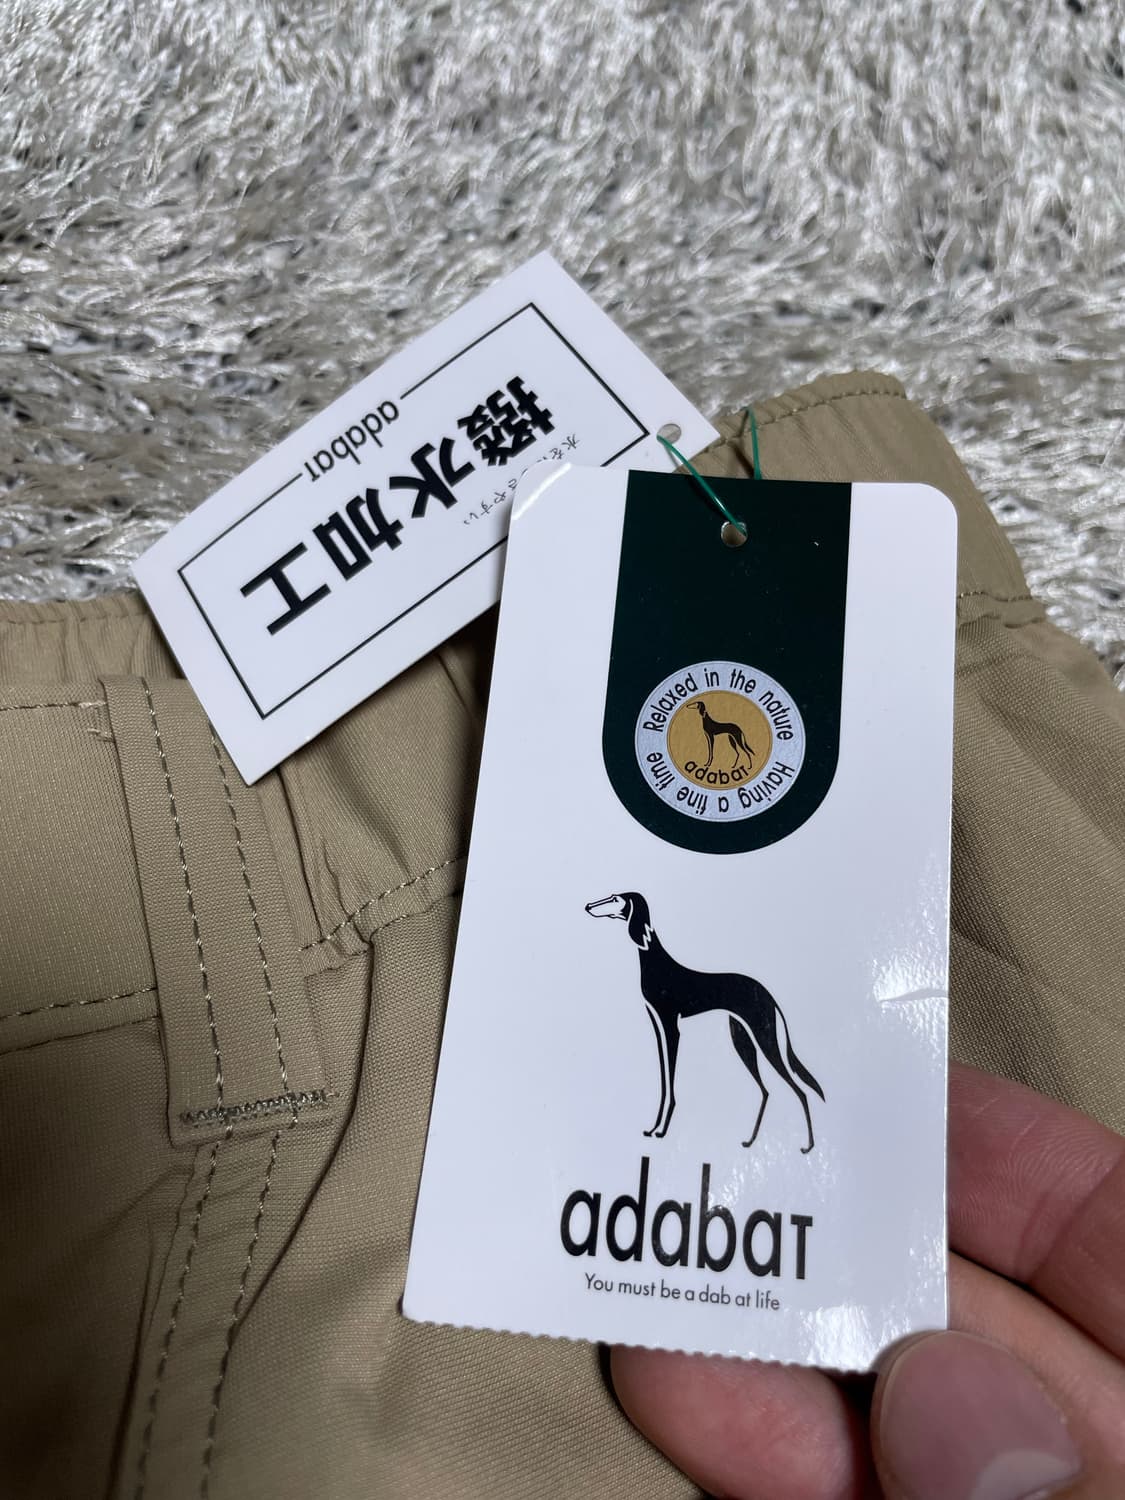 adabat
撥水加工
Relaxed in the nature
Having a fine time
adabat
adabat
You must be a dab at life